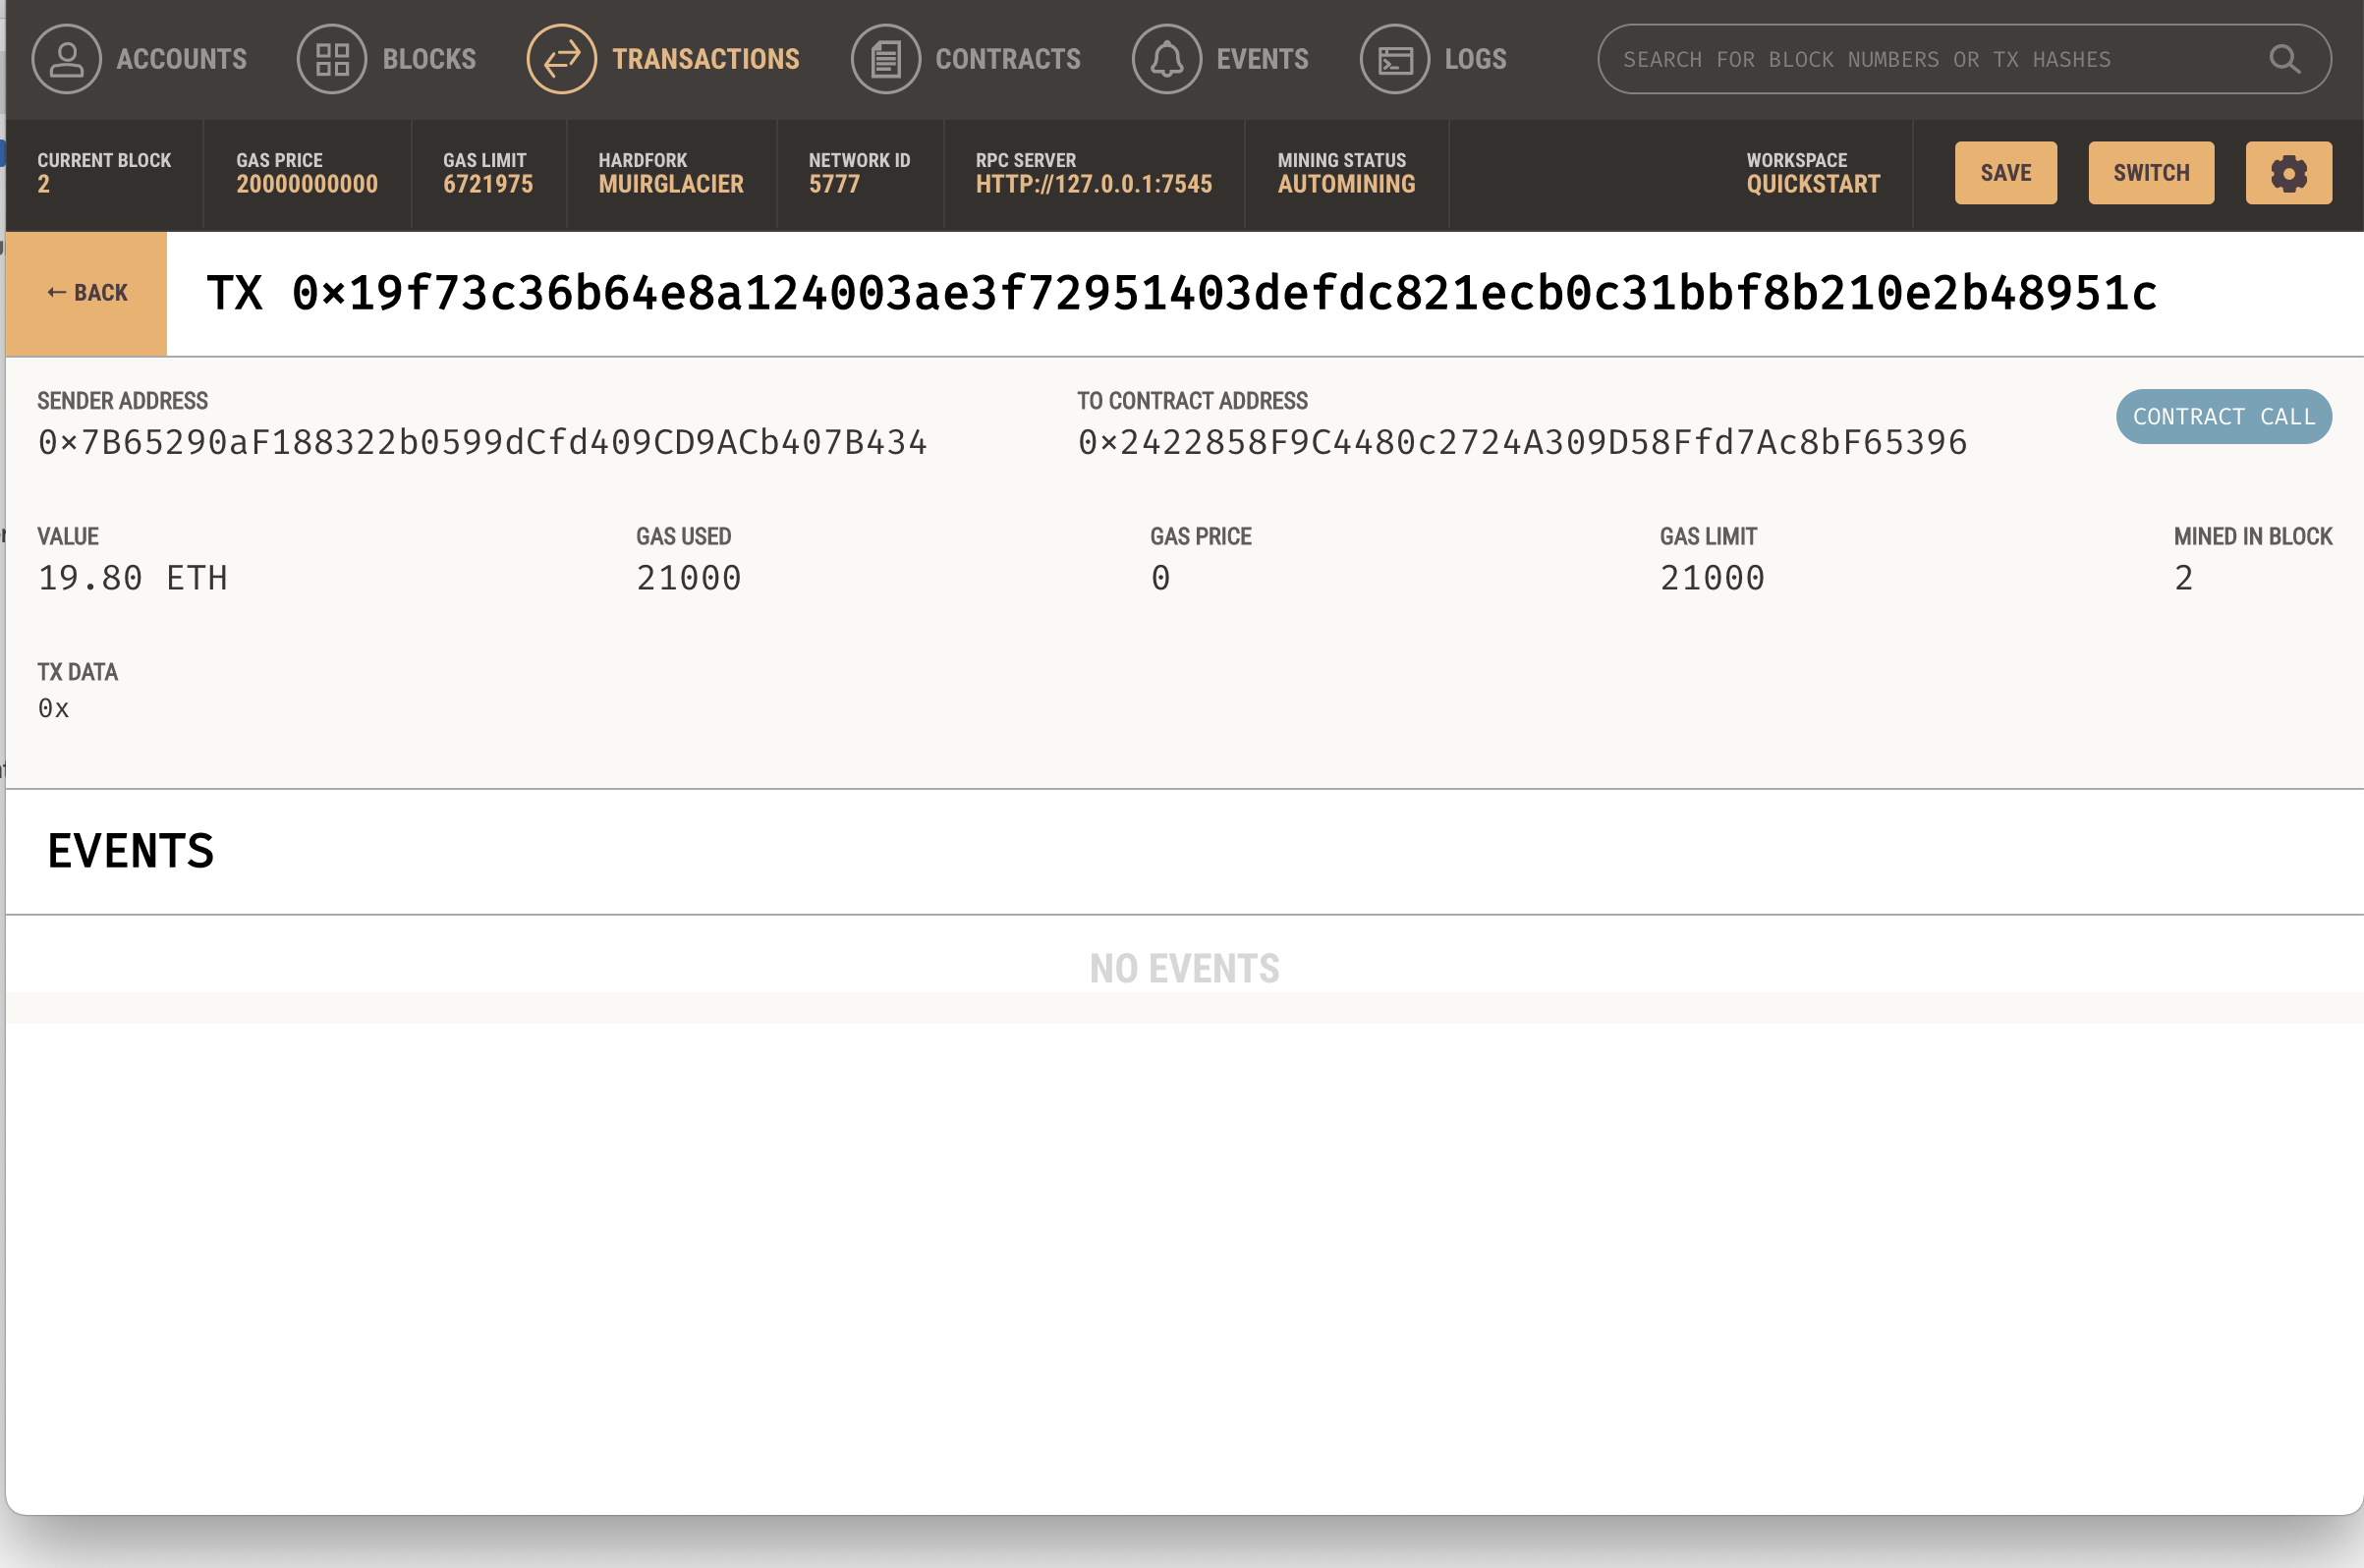 ACCOUNTS BLOCKS TRANSACTIONS CONTRACTS EVENTS LOGS SEARCH FOR BLOCK NUMBERS OR TX HASHES
CURRENT BLOCK GAS PRICE GAS LIMIT HARDFORK NETWORK ID RPC SERVER MINING STATUS WORKSPACE
2 20000000000 6721975 MUIRGLACIER 5777 HTTP://127.0.0.1:7545 AUTOMINING QUICKSTART SAVE SWITCH
← BACK TX 0×19f73c36b64e8a124003ae3f72951403defdc821ecb0c31bbf8b210e2b48951c
SENDER ADDRESS TO CONTRACT ADDRESS
0×7B65290aF188322b0599dCfd409CD9ACb407B434 0×2422858F9C4480c2724A309D58Ffd7Ac8bF65396 CONTRACT CALL
VALUE GAS USED GAS PRICE GAS LIMIT MINED IN BLOCK
19.80 ETH 21000 0 21000 2
TX DATA
0x
EVENTS
NO EVENTS